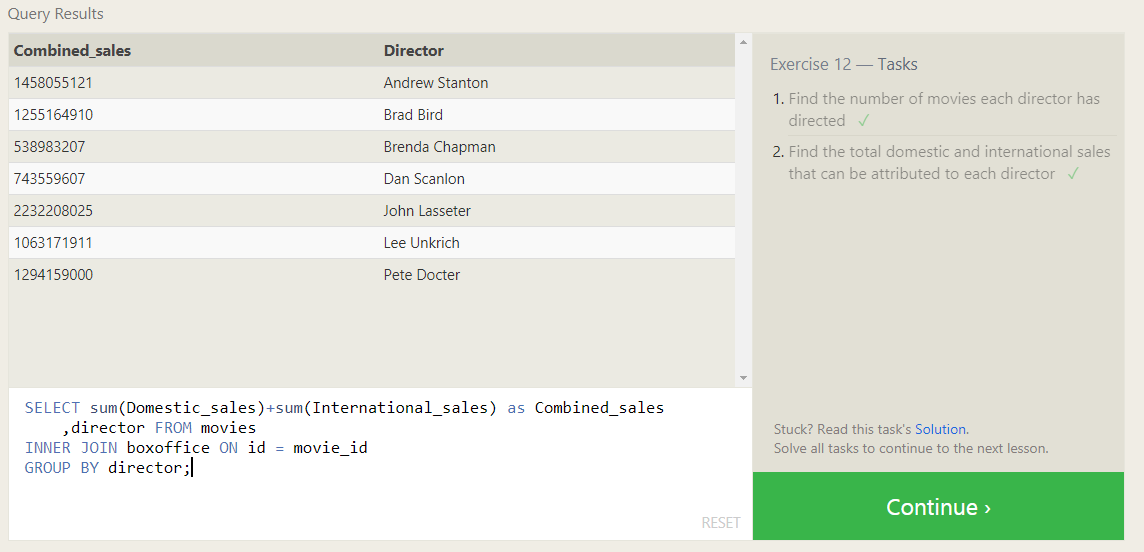 Query Results
Combined_sales Director
1458055121 Andrew Stanton
1255164910 Brad Bird
538983207 Brenda Chapman
743559607 Dan Scanlon
2232208025 John Lasseter
1063171911 Lee Unkrich
1294159000 Pete Docter
SELECT sum(Domestic_sales)+sum(International_sales) as Combined_sales
,director FROM movies
INNER JOIN boxoffice ON id = movie_id
GROUP BY director;
RESET
Exercise 12 — Tasks
1. Find the number of movies each director has
directed ✓
2. Find the total domestic and international sales
that can be attributed to each director ✓
Stuck? Read this task's Solution.
Solve all tasks to continue to the next lesson.
Continue ›